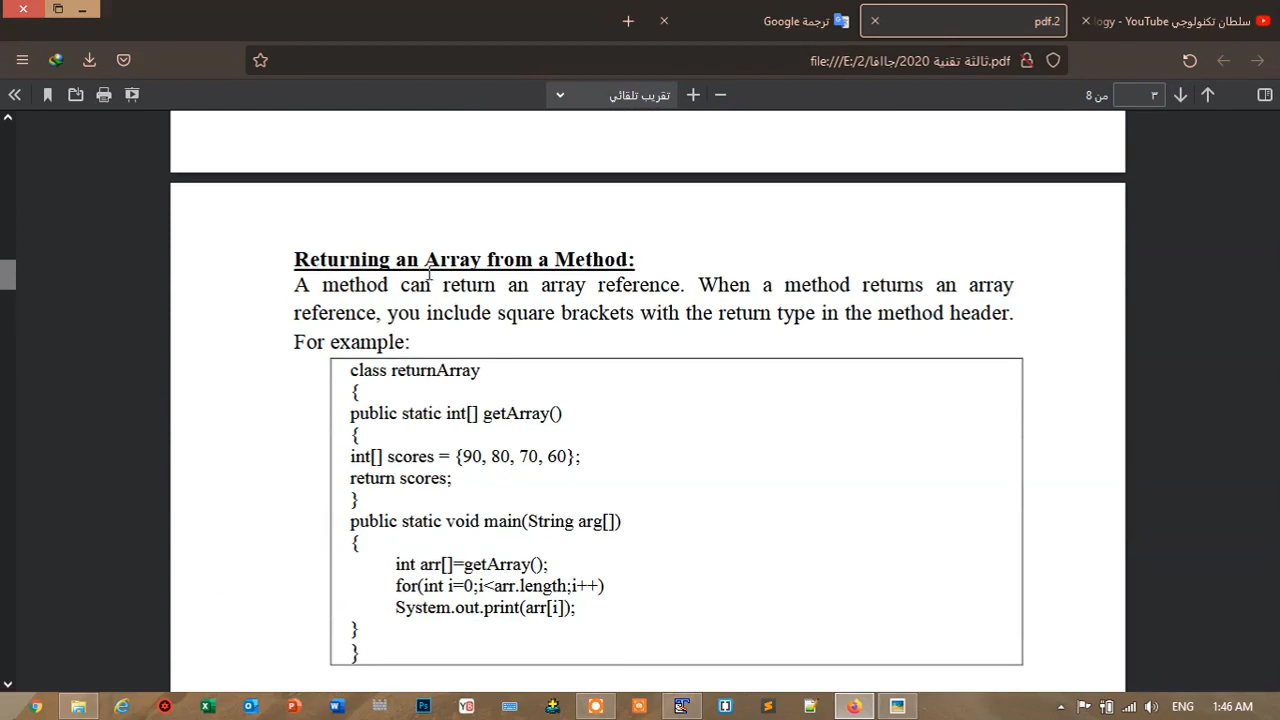 ترجمة Google
pdf.2
سلطان تكنولوجي - YouTube
logy
file:///E:/2/جاافا/2020 ثالثة تقنية.pdf
تقريب تلقائي
٣
من 8
Returning an Array from a Method:
A method can return an array reference. When a method returns an array
reference, you include square brackets with the return type in the method header.
For example:
class returnArray
{
public static int[] getArray()
{
int[] scores = {90, 80, 70, 60};
return scores;
}
public static void main(String arg[])
{
int arr[]=getArray();
for(int i=0;i<arr.length;i++)
System.out.print(arr[i]);
}
}
ENG
1:46 AM